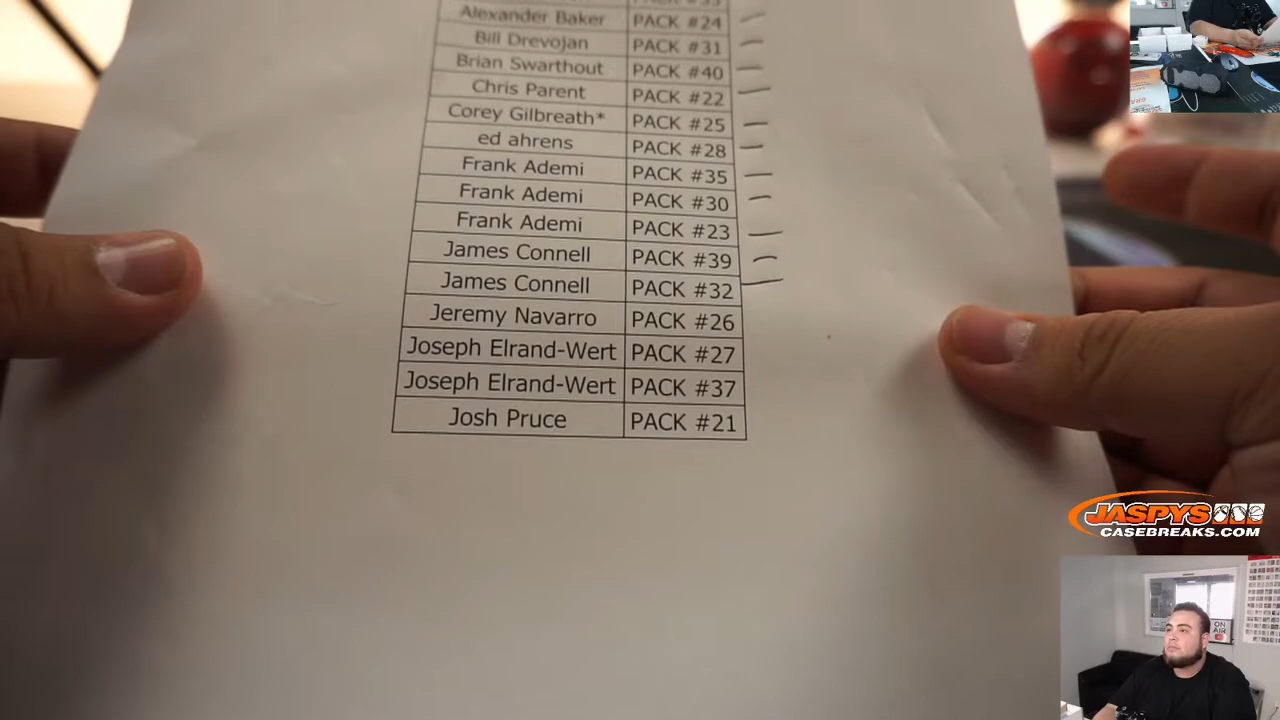 Alexander Baker PACK #24
Bill Drevojan PACK #31
Brian Swarthout PACK #40
Chris Parent PACK #22
Corey Gilbreath* PACK #25
ed ahrens PACK #28
Frank Ademi PACK #35
Frank Ademi PACK #30
Frank Ademi PACK #23
James Connell PACK #39
James Connell PACK #32
Jeremy Navarro PACK #26
Joseph Elrand-Wert PACK #27
Joseph Elrand-Wert PACK #37
Josh Pruce PACK #21
JASPYS
CASEBREAKS.COM
ON
AIR